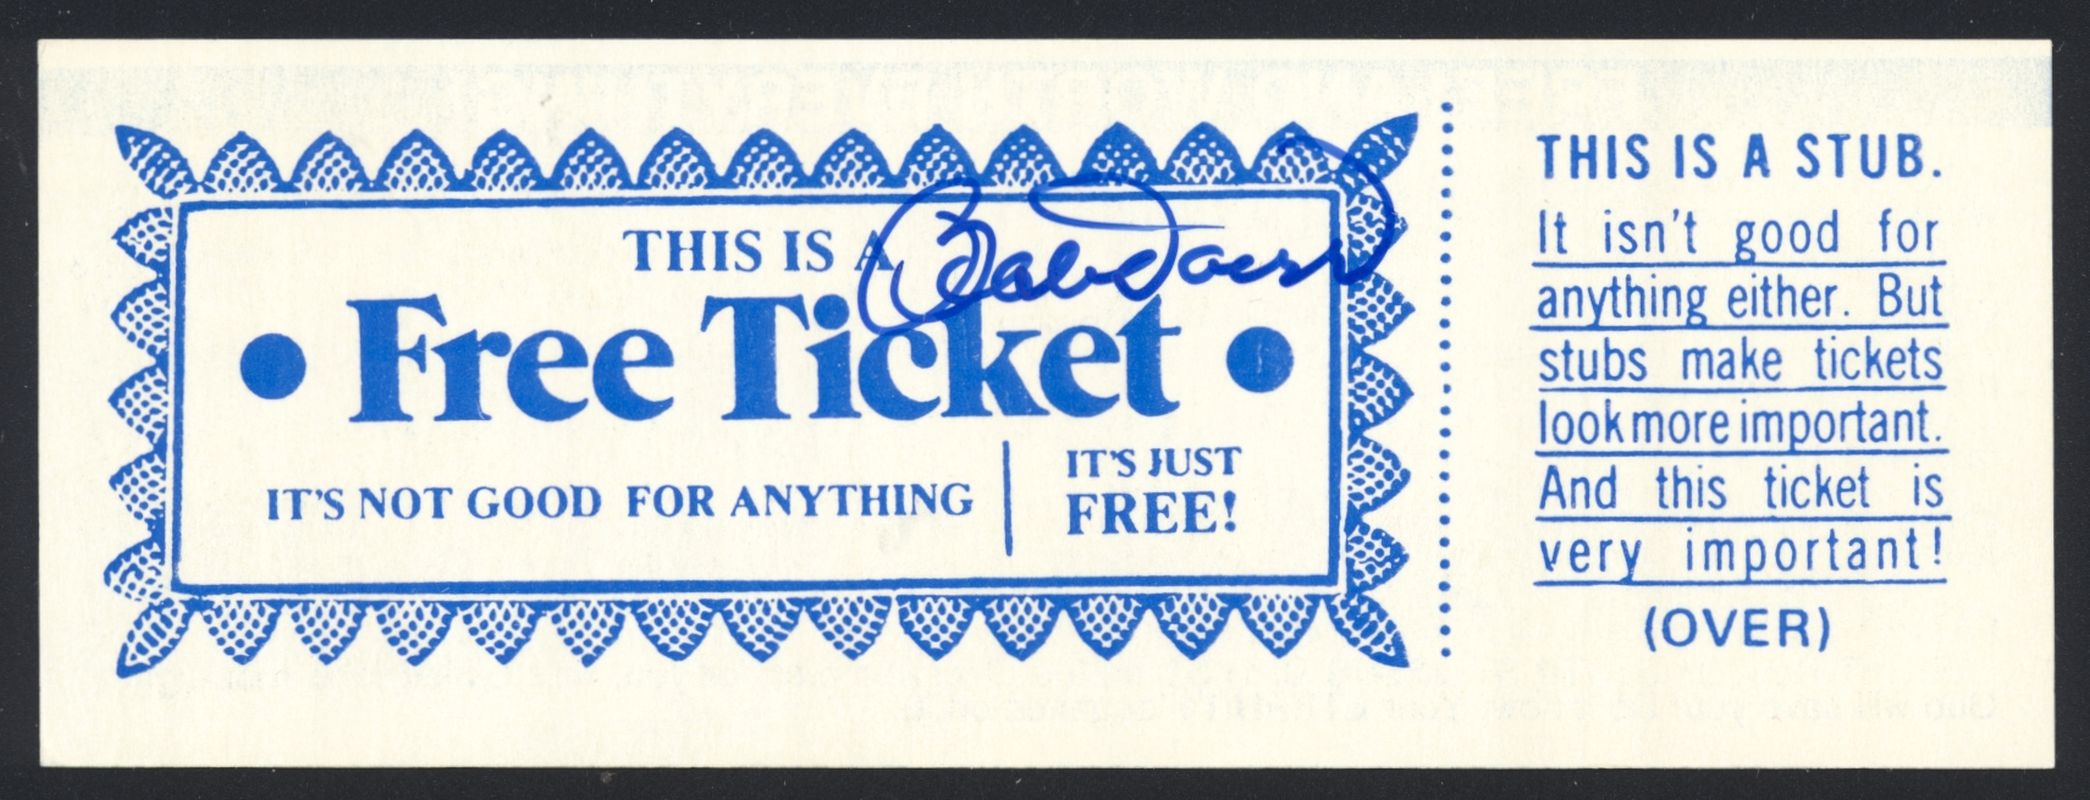 THIS IS A
Free Ticket
IT'S NOT GOOD FOR ANYTHING
IT'S JUST
FREE!
THIS IS A STUB.
It isn't good for
anything either. But
stubs make tickets
look more important.
And this ticket is
very important!
(OVER)